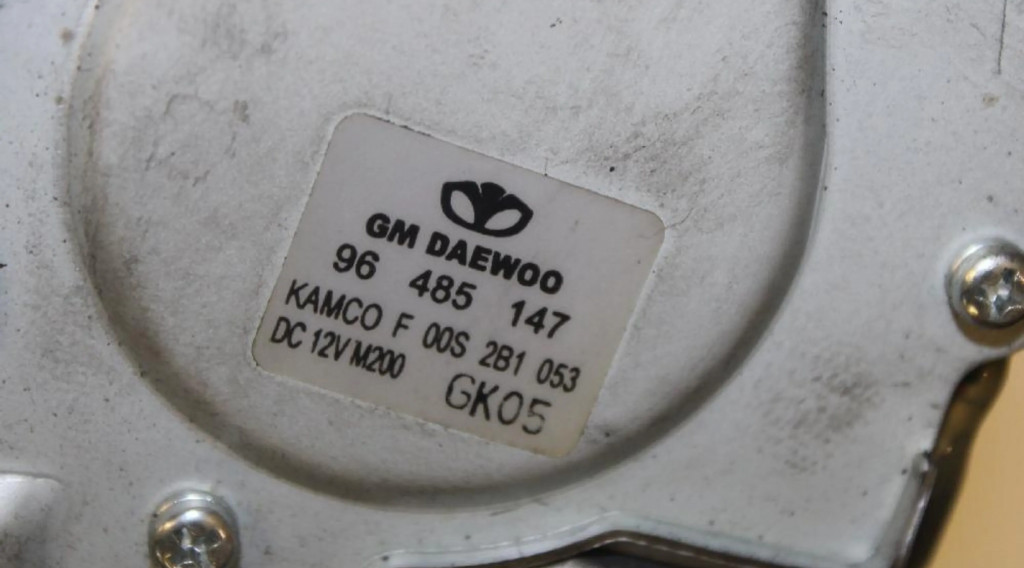 GM DAEWOO
96 485 147
KAMCO F 00S 2B1 053
DC 12V M200
GK05